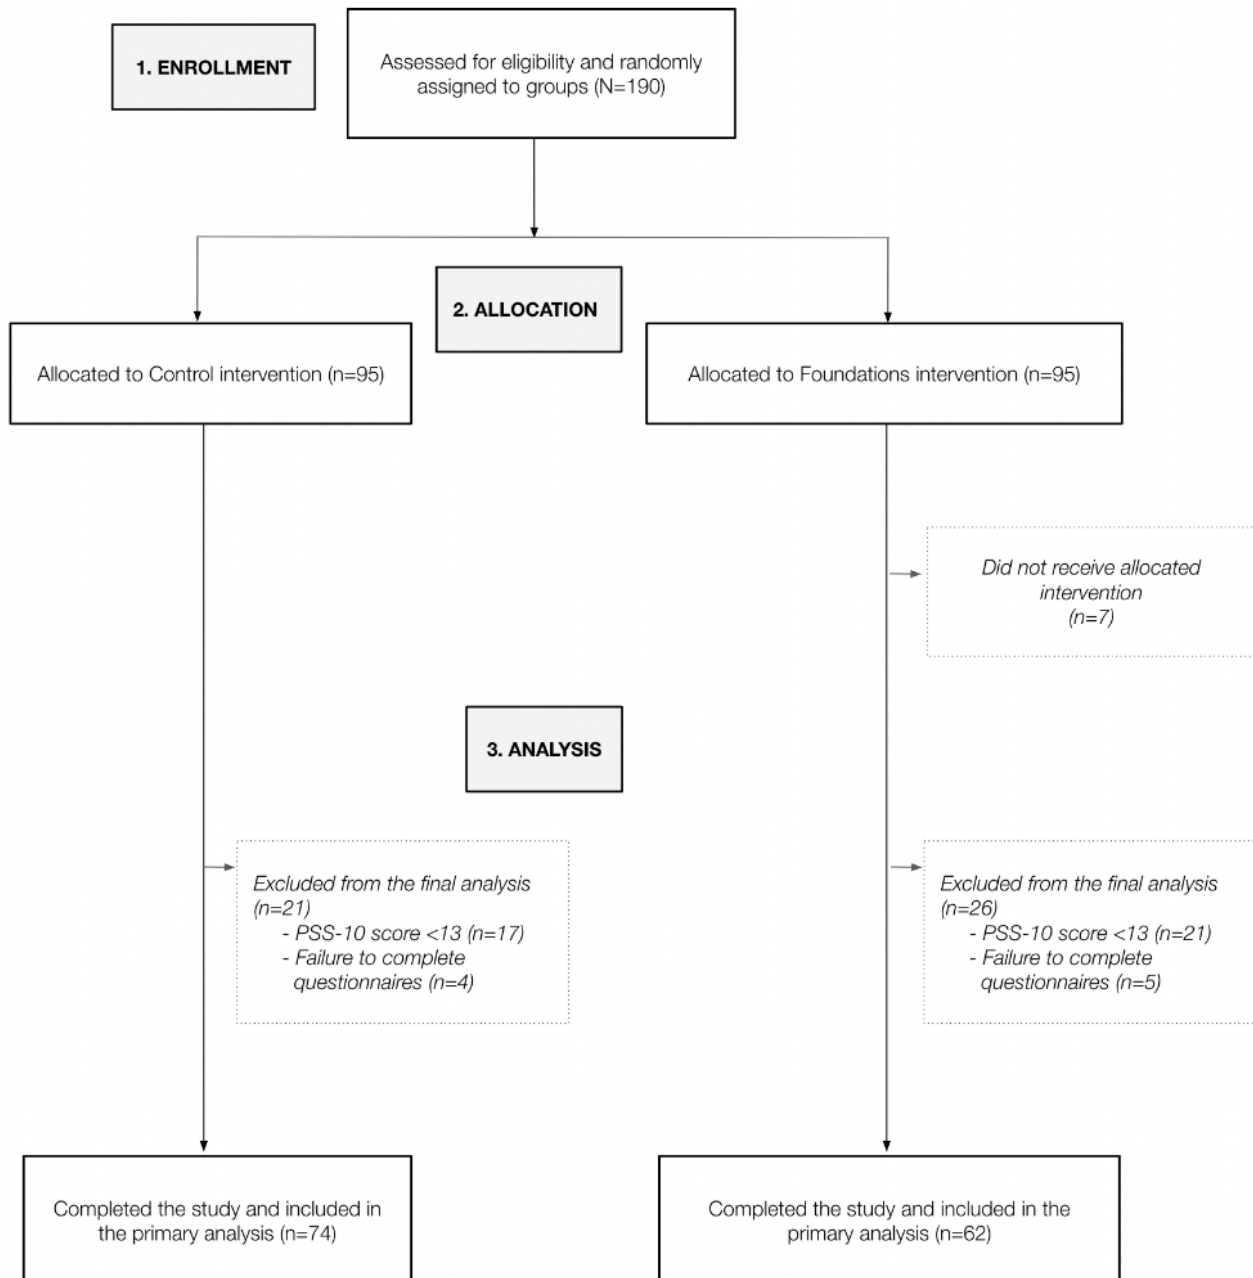 1. ENROLLMENT
Assessed for eligibility and randomly
assigned to groups (N=190)
2. ALLOCATION
Allocated to Control intervention (n=95)
Allocated to Foundations intervention (n=95)
Did not receive allocated
intervention
(n=7)
3. ANALYSIS
Excluded from the final analysis
(n=21)
- PSS-10 score <13 (n=17)
- Failure to complete
questionnaires (n=4)
Excluded from the final analysis
(n=26)
- PSS-10 score <13 (n=21)
- Failure to complete
questionnaires (n=5)
Completed the study and included in
the primary analysis (n=74)
Completed the study and included in the
primary analysis (n=62)